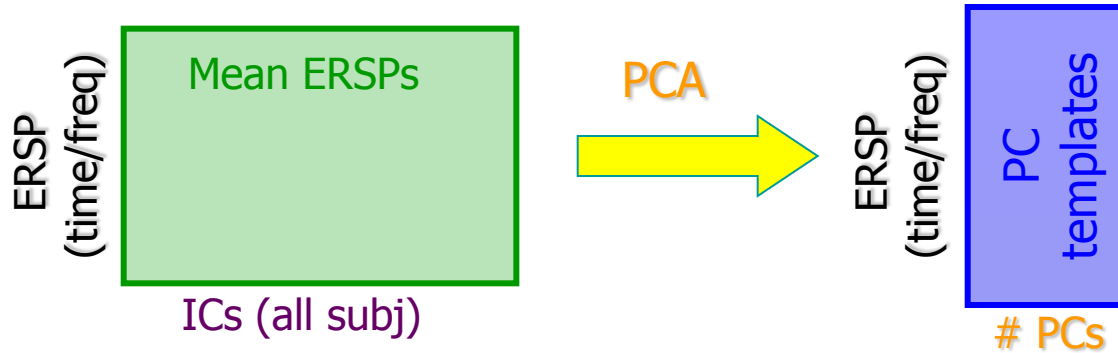 ERSP
(time/freq)
Mean ERSPs
ICs (all subj)
PCA
ERSP
(time/freq)
PC
templates
# PCs